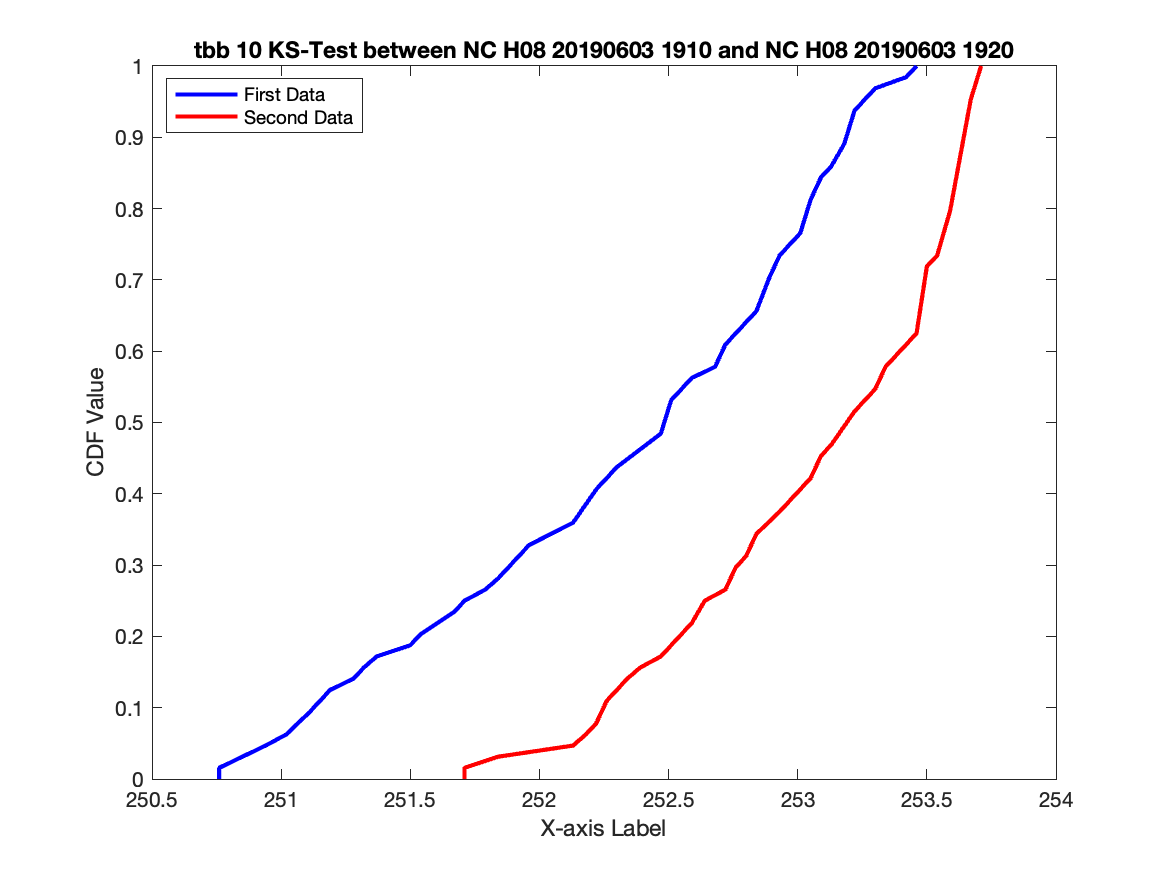 tbb 10 KS-Test between NC H08 20190603 1910 and NC H08 20190603 1920
First Data
Second Data
CDF Value
1
0.9
0.8
0.7
0.6
0.5
0.4
0.3
0.2
0.1
0
250.5 251 251.5 252 252.5 253 253.5 254
X-axis Label